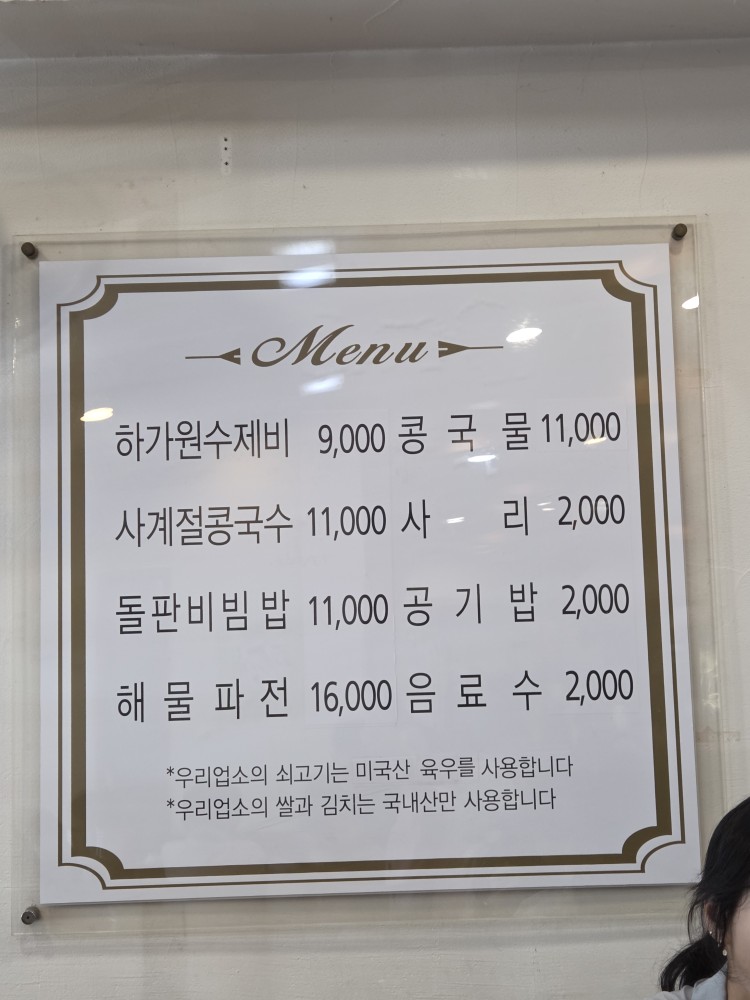 Menu
하가원수제비 9,000 콩국물 11,000
사계절콩국수 11,000 사리 2,000
돌판비빔밥 11,000 공기밥 2,000
해물파전 16,000 음료수 2,000
*우리업소의 쇠고기는 미국산 육우를 사용합니다
*우리업소의 쌀과 김치는 국내산만 사용합니다